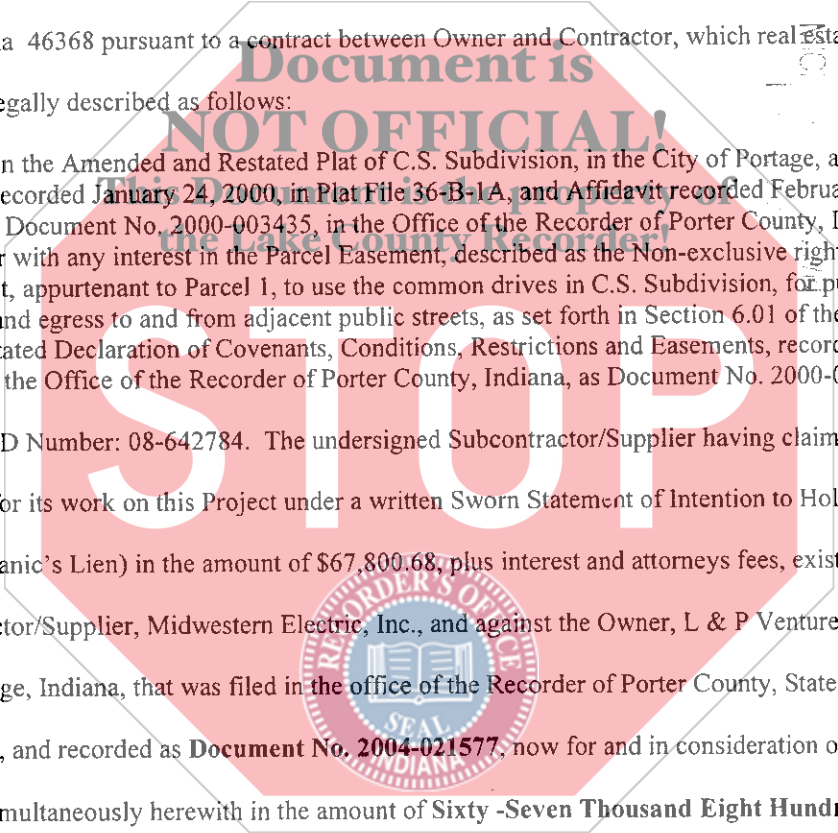 a 46368 pursuant to a contract between Owner and Contractor, which real esta
Document is
egally described as follows:
NOT OFFICIAL!
n the Amended and Restated Plat of C.S. Subdivision, in the City of Portage, a
This Document is the property of
ecorded January 24, 2000, in Plat File 36-B-1A, and Affidavit recorded Februa
Document No. 2000-003435, in the Office of the Recorder of Porter County, I
the Lake County Recorder!
r with any interest in the Parcel Easement, described as the Non-exclusive righ
t, appurtenant to Parcel 1, to use the common drives in C.S. Subdivision, for pu
nd egress to and from adjacent public streets, as set forth in Section 6.01 of the
tated Declaration of Covenants, Conditions, Restrictions and Easements, record
the Office of the Recorder of Porter County, Indiana, as Document No. 2000-0
STOP
D Number: 08-642784. The undersigned Subcontractor/Supplier having claim
or its work on this Project under a written Sworn Statement of Intention to Hol
anic's Lien) in the amount of $67,800.68, plus interest and attorneys fees, exist
RECORDER'S OFFICE
ctor/Supplier, Midwestern Electric, Inc., and against the Owner, L & P Venture
ge, Indiana, that was filed in the office of the Recorder of Porter County, State
SEAL
INDIANA
, and recorded as Document No. 2004-021577, now for and in consideration o
multaneously herewith in the amount of Sixty -Seven Thousand Eight Hundr